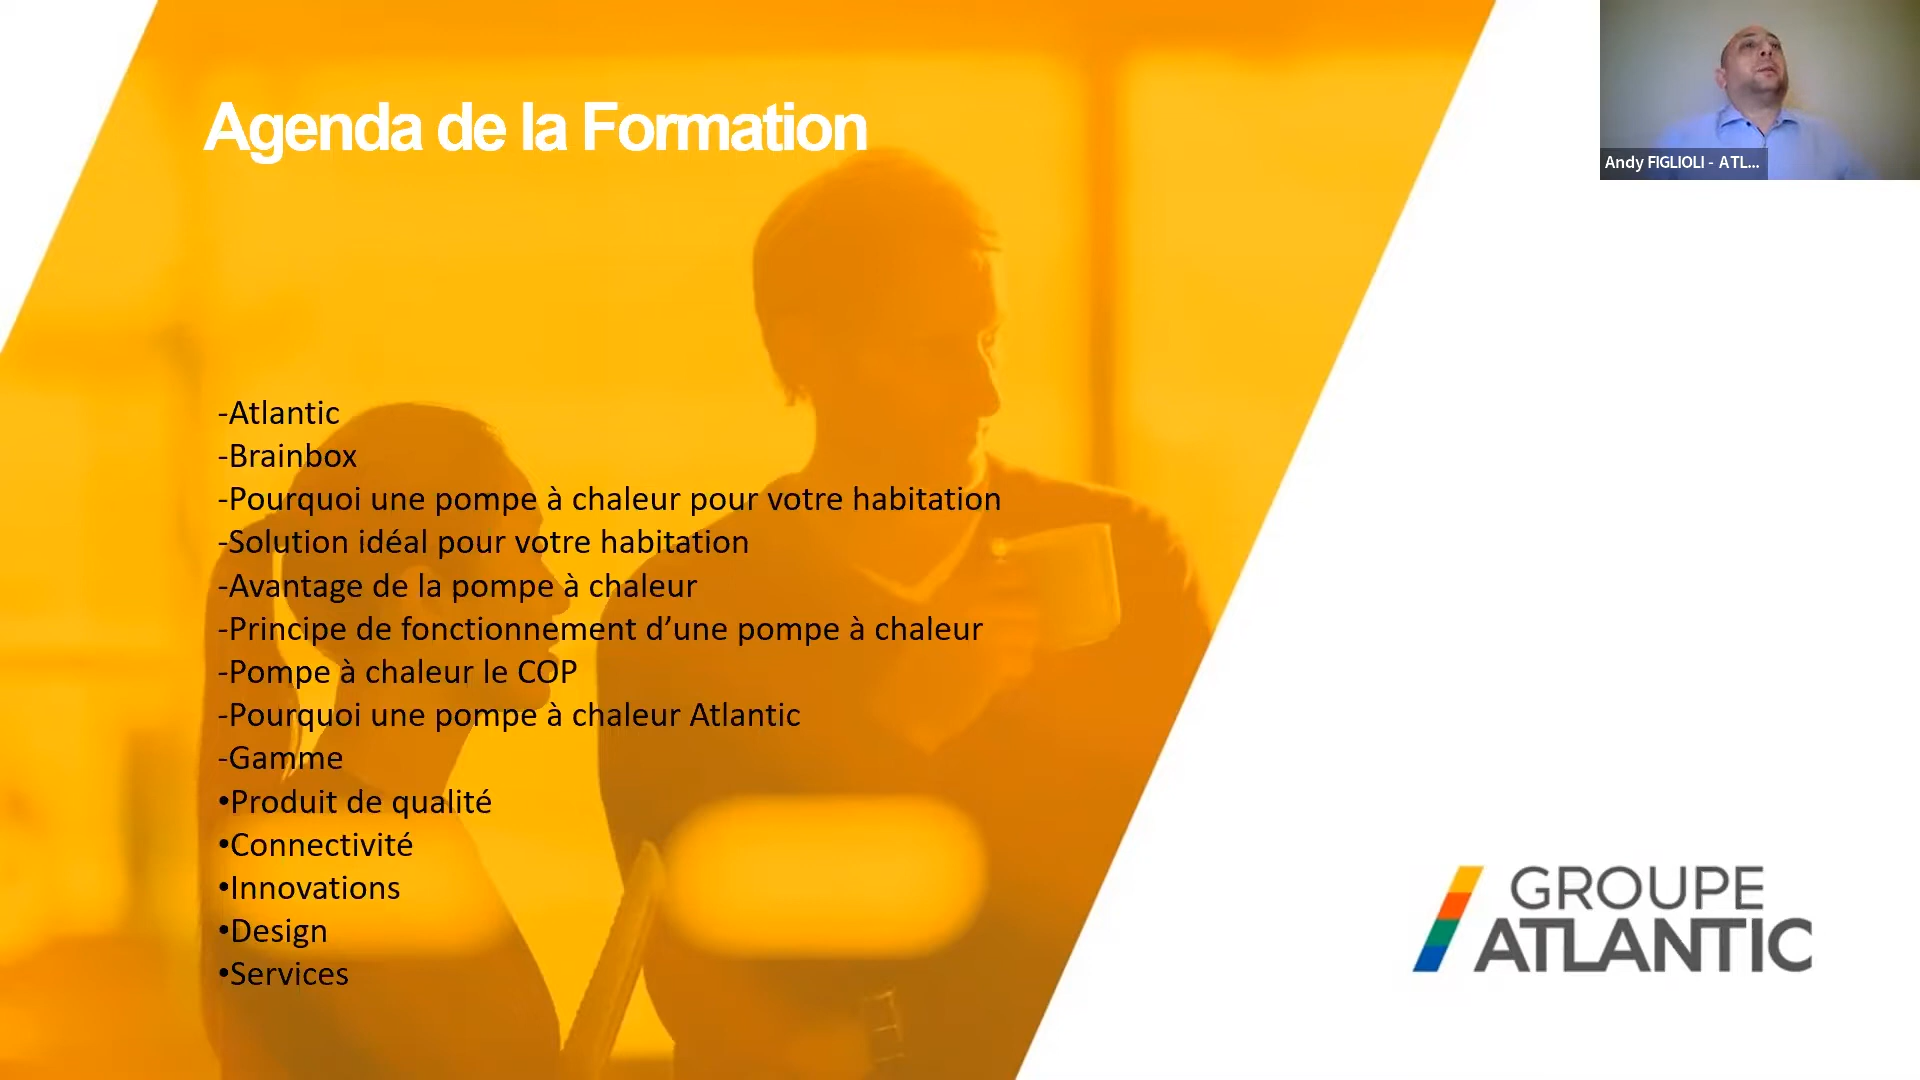 Agenda de la Formation
Andy FIGLIOLI - ATL...
-Atlantic
-Brainbox
-Pourquoi une pompe à chaleur pour votre habitation
-Solution idéal pour votre habitation
-Avantage de la pompe à chaleur
-Principe de fonctionnement d’une pompe à chaleur
-Pompe à chaleur le COP
-Pourquoi une pompe à chaleur Atlantic
-Gamme
•Produit de qualité
•Connectivité
•Innovations
•Design
•Services
GROUPE
ATLANTIC